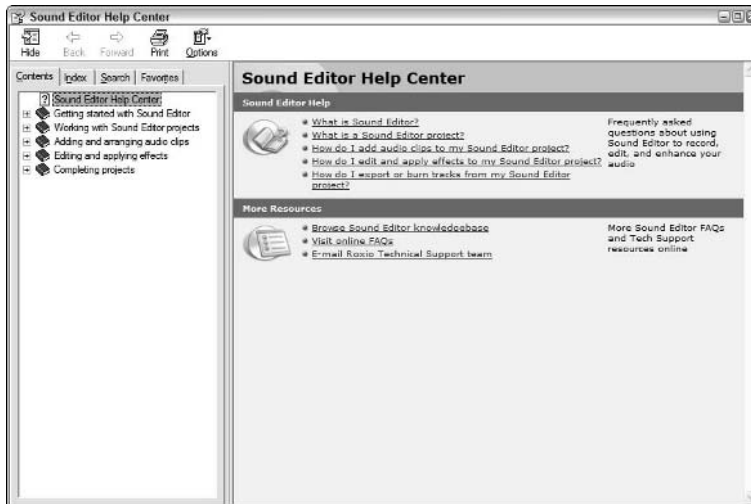 Sound Editor Help Center
Hide Back Forward Print Options
Contents Index Search Favorites
Sound Editor Help Center
Getting started with Sound Editor
Working with Sound Editor projects
Adding and arranging audio clips
Editing and applying effects
Completing projects
Sound Editor Help Center
Sound Editor Help
What is Sound Editor?
What is a Sound Editor project?
How do I add audio clips to my Sound Editor project?
How do I edit and apply effects to my Sound Editor project?
How do I export or burn tracks from my Sound Editor
project?
Frequently asked
questions about using
Sound Editor to record,
edit, and enhance your
audio
More Resources
Browse Sound Editor knowledgebase
Visit online FAQs
E-mail Roxio Technical Support team
More Sound Editor FAQs
and Tech Support
resources online